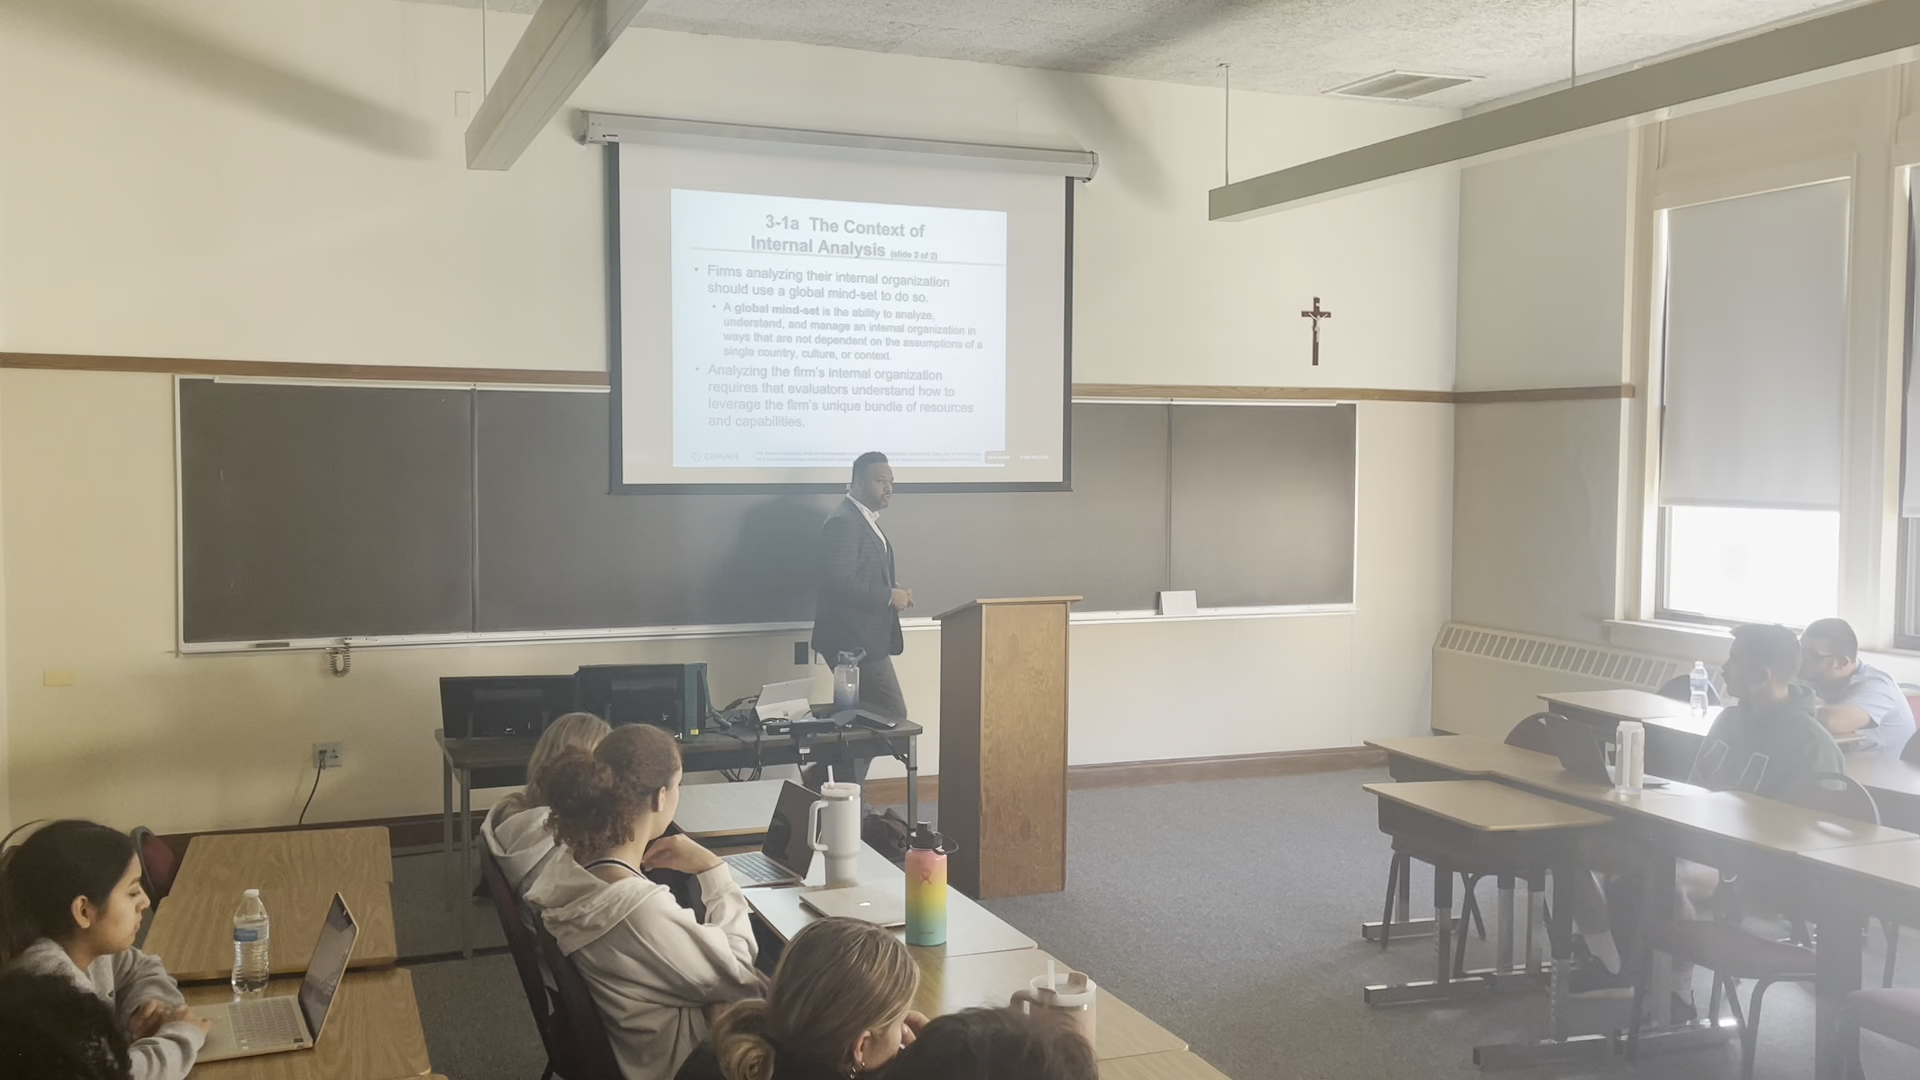 3-1a The Context of
Internal Analysis (slide 2 of 2)
• Firms analyzing their internal organization
should use a global mind-set to do so.
• A global mind-set is the ability to analyze,
understand, and manage an internal organization in
ways that are not dependent on the assumptions of a
single country, culture, or context.
• Analyzing the firm's internal organization
requires that evaluators understand how to
leverage the firm's unique bundle of resources
and capabilities.
CENGAGE